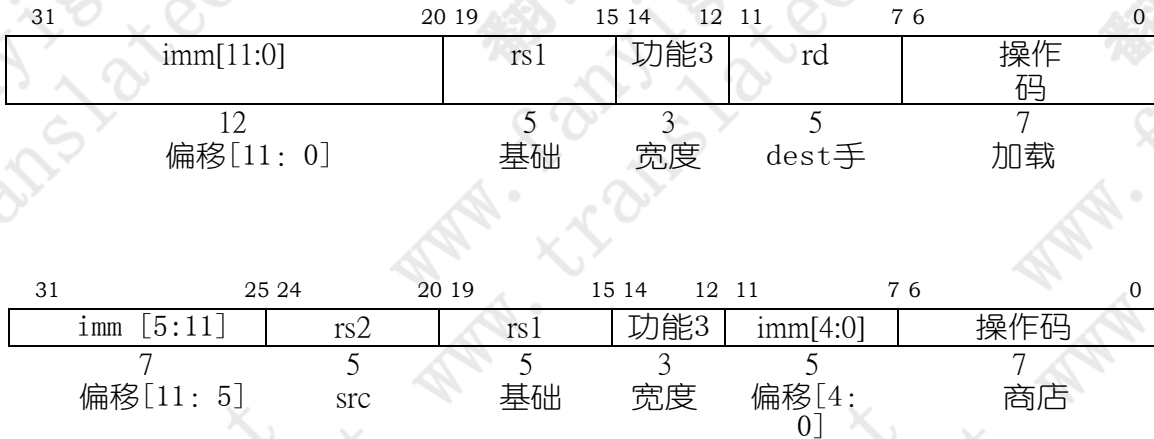 31 20 19 15 14 12 11 7 6 0
imm[11:0] rs1 功能3 rd 操作
码
12 5 3 5 7
偏移[11: 0] 基础 宽度 dest手 加载
31 25 24 20 19 15 14 12 11 7 6 0
imm [5:11] rs2 rs1 功能3 imm[4:0] 操作码
7 5 5 3 5 7
偏移[11: 5] src 基础 宽度 偏移[4: 商店
0]